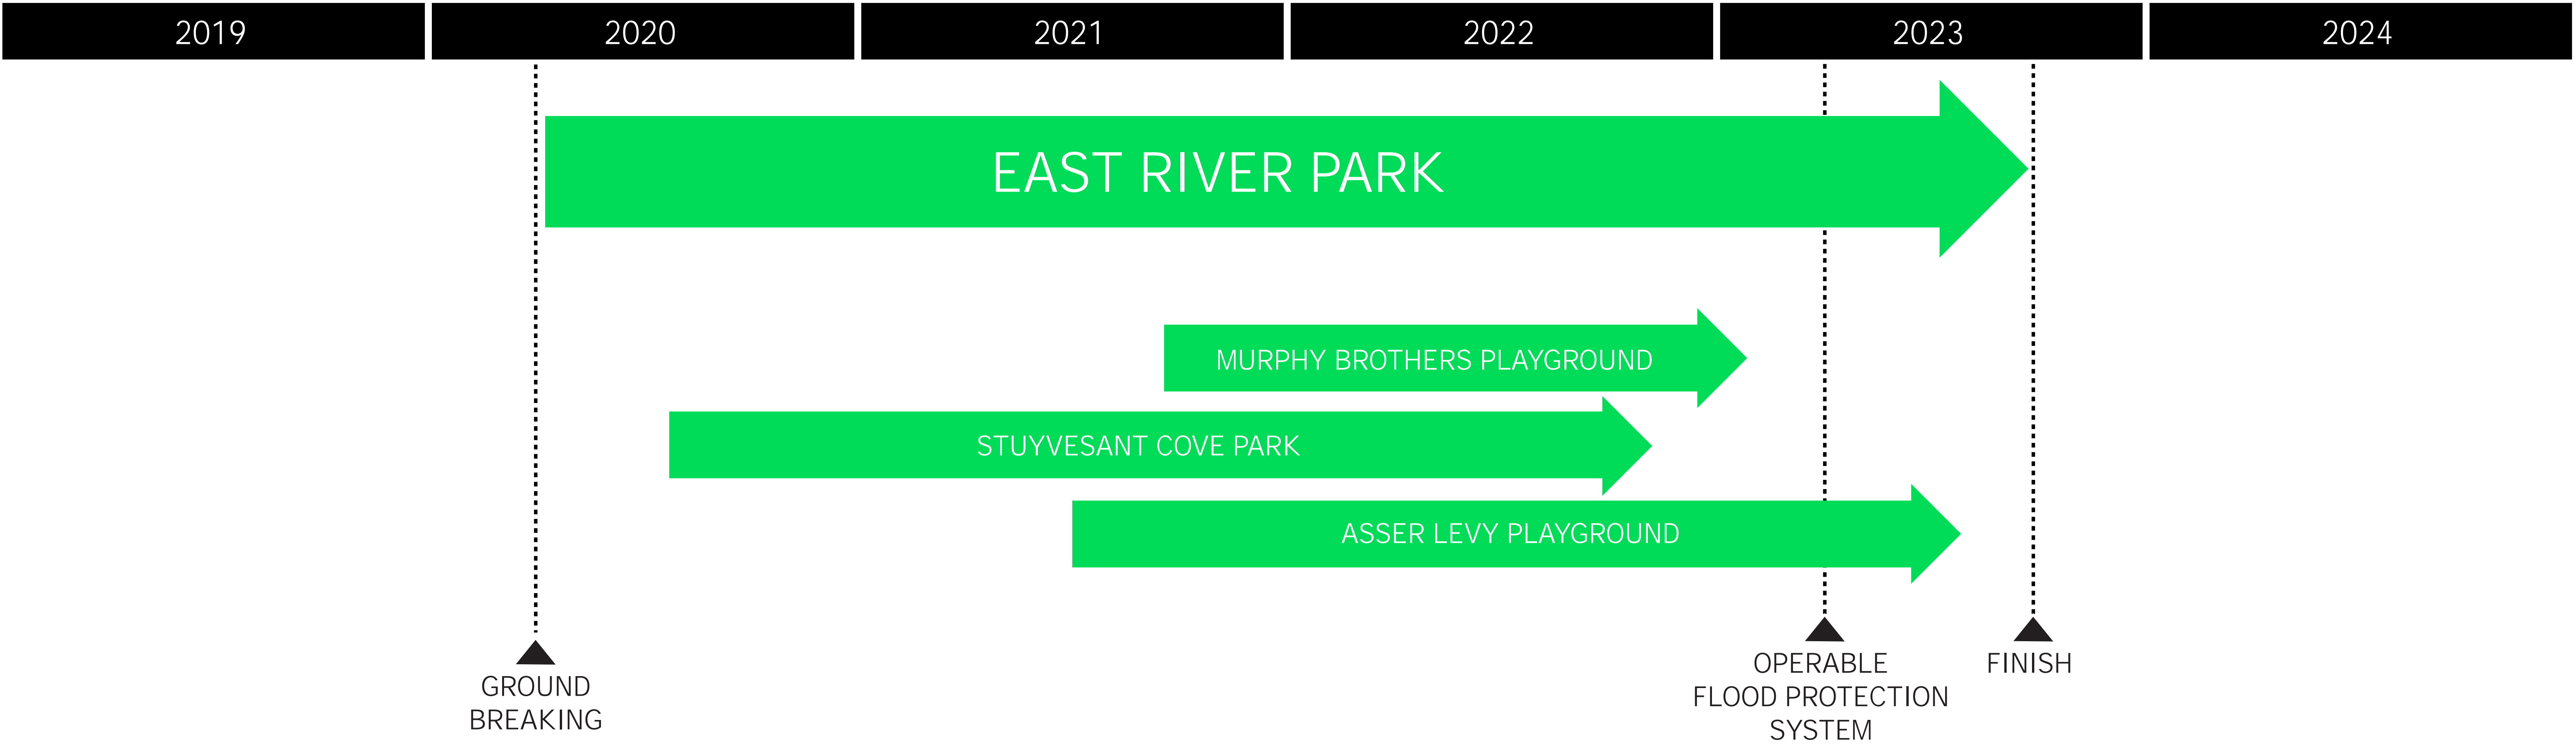 2019
2020
2021
2022
2023
2024
EAST RIVER PARK
MURPHY BROTHERS PLAYGROUND
STUYVESANT COVE PARK
ASSER LEVY PLAYGROUND
GROUND
BREAKING
OPERABLE
FLOOD PROTECTION
SYSTEM
FINISH